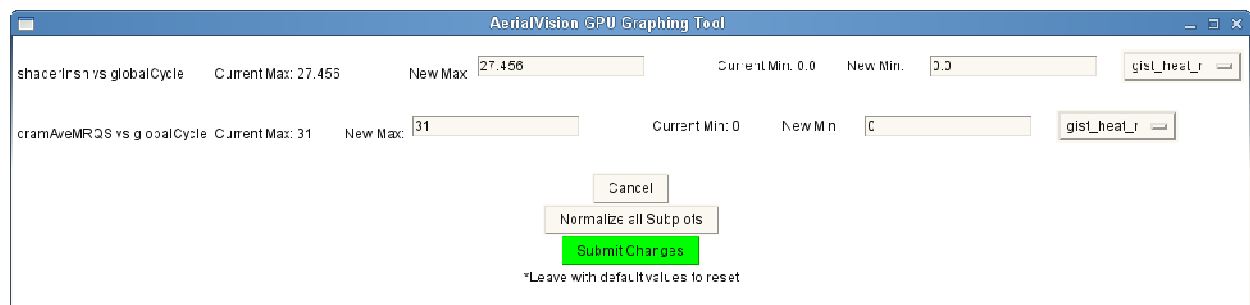 AerialVision GPU Graphing Tool
shaderInsn vs globalCycle Current Max: 27.456 New Max: 27.456 Current Min: 0.0 New Min: 0.0 gist_heat_r
dramAveMRQS vs globalCycle Current Max: 31 New Max: 31 Current Min: 0 New Min: 0 gist_heat_r
Cancel
Normalize all Subplots
Submit Changes
*Leave with default values to reset